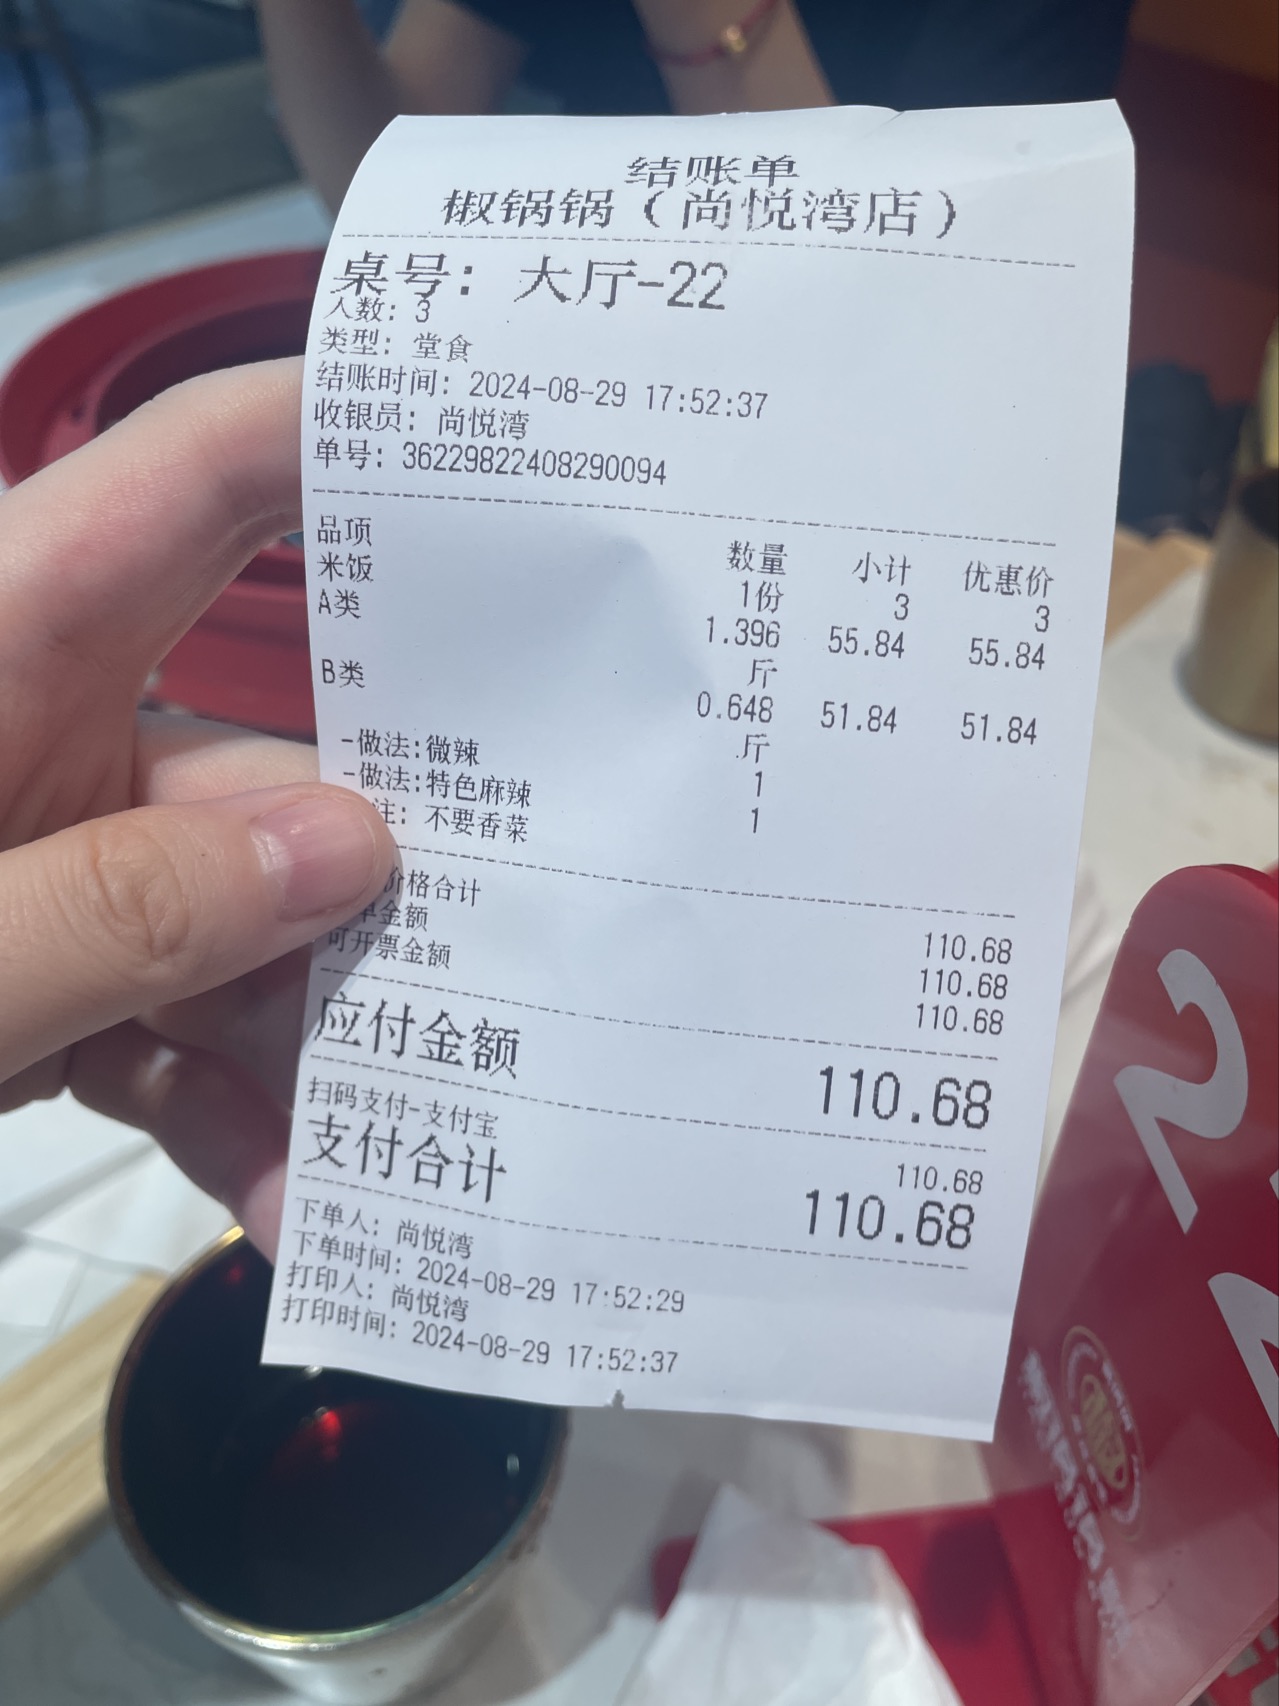 结账单
椒锅锅（尚悦湾店）
桌号: 大厅-22
人数: 3
类型: 堂食
结账时间: 2024-08-29 17:52:37
收银员: 尚悦湾
单号: 36229822408290094
品项 数量 小计 优惠价
米饭 1份 3 3
A类 1.396 55.84 55.84
斤
B类 0.648 51.84 51.84
斤
-做法:微辣 1
-做法:特色麻辣 1
注: 不要香菜
价格合计 110.68
单金额 110.68
可开票金额 110.68
应付金额 110.68
扫码支付-支付宝 110.68
支付合计 110.68
下单人: 尚悦湾
下单时间: 2024-08-29 17:52:29
打印人: 尚悦湾
打印时间: 2024-08-29 17:52:37